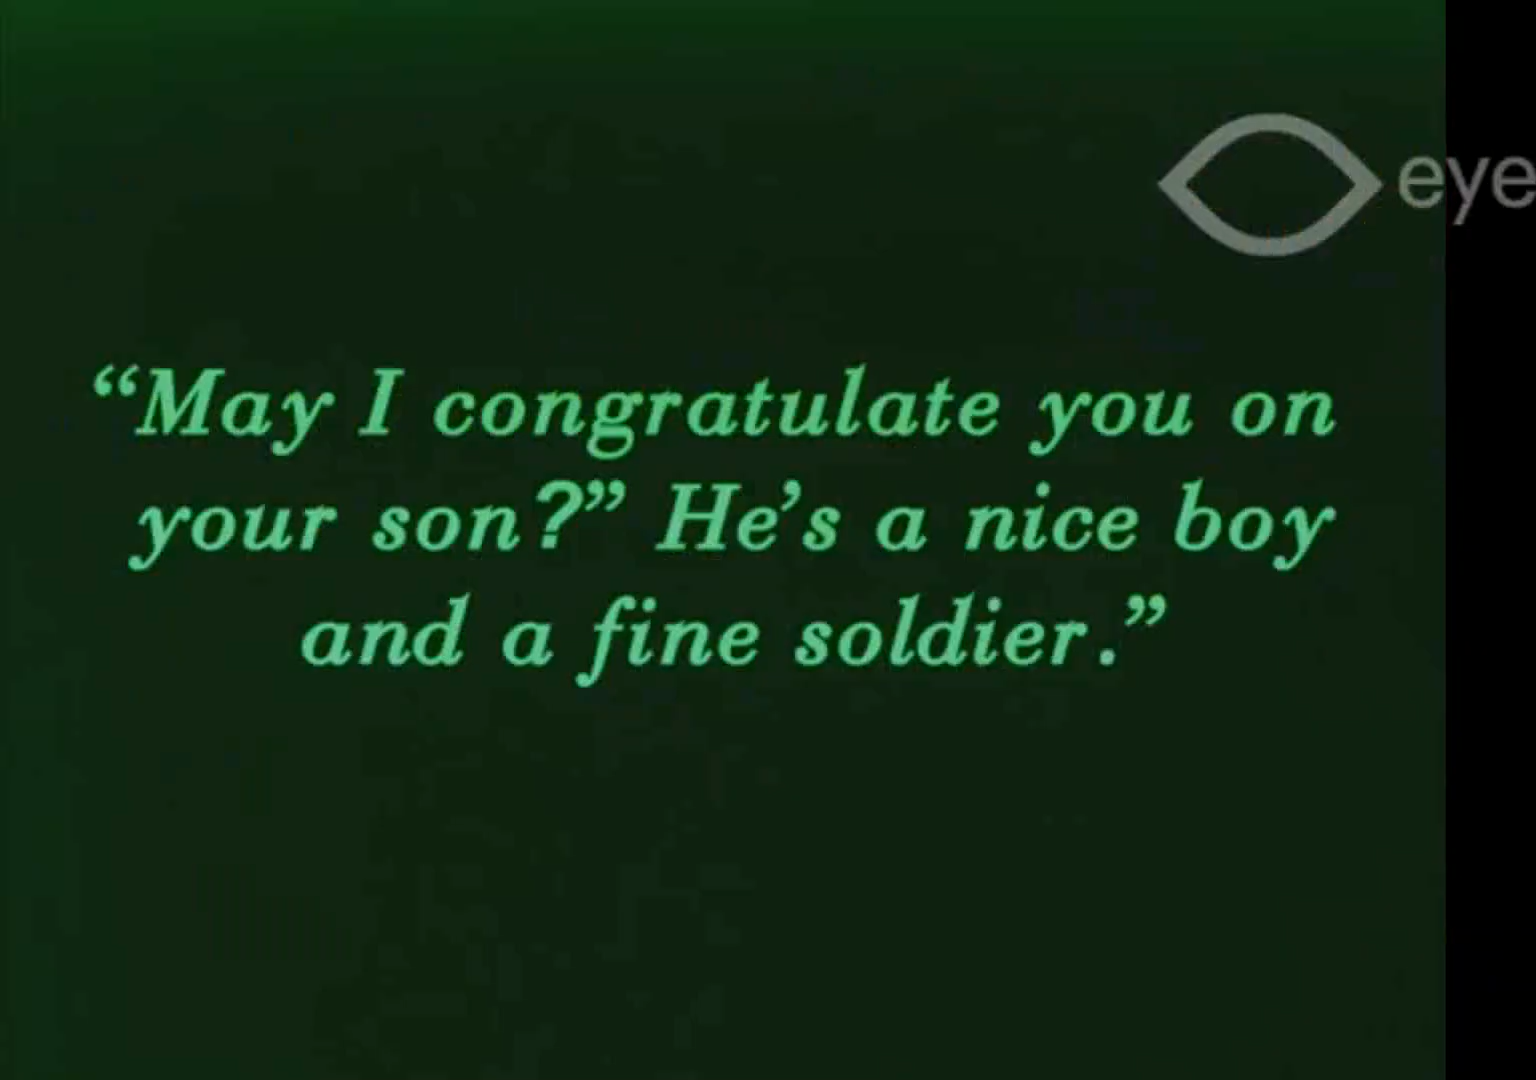 eye
“May I congratulate you on
your son?” He’s a nice boy
and a fine soldier.”